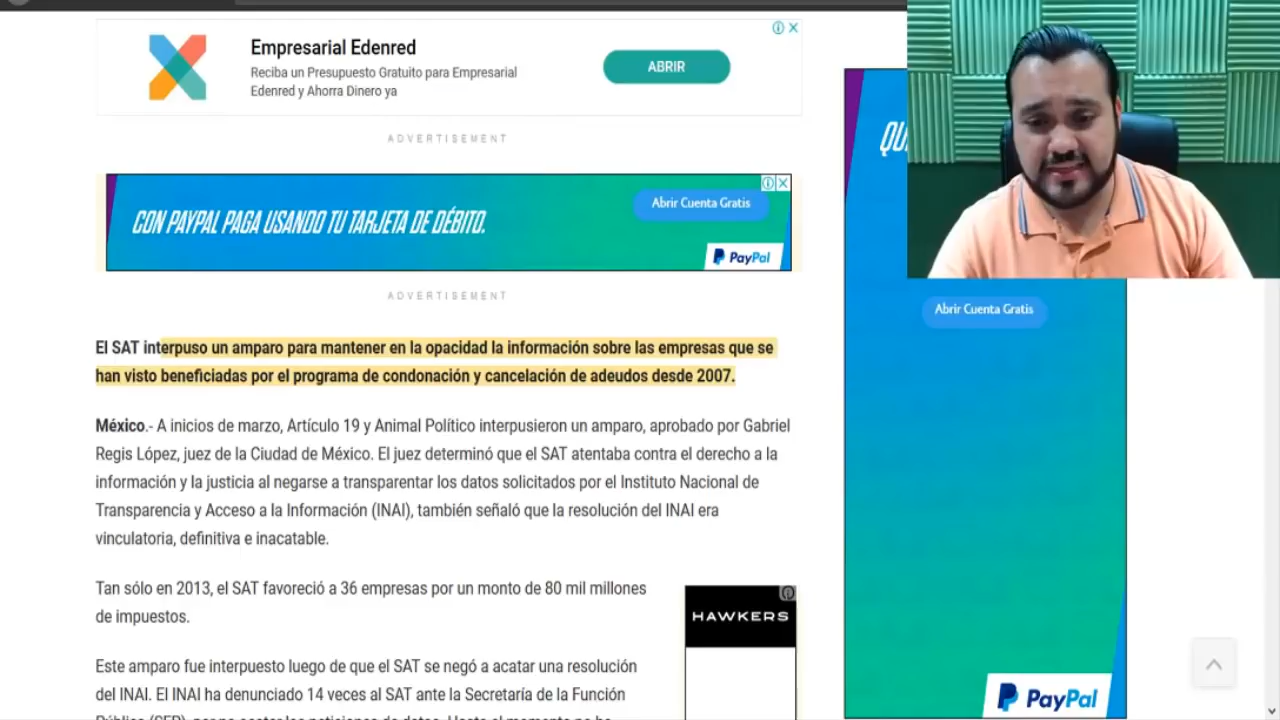 Empresarial Edenred
Reciba un Presupuesto Gratuito para Empresarial
Edenred y Ahorra Dinero ya
ABRIR
ADVERTISEMENT
CON PAYPAL PAGA USANDO TU TARJETA DE DÉBITO.
Abrir Cuenta Gratis
PayPal
ADVERTISEMENT
El SAT interpuso un amparo para mantener en la opacidad la información sobre las empresas que se
han visto beneficiadas por el programa de condonación y cancelación de adeudos desde 2007.
México.- A inicios de marzo, Artículo 19 y Animal Político interpusieron un amparo, aprobado por Gabriel
Regis López, juez de la Ciudad de México. El juez determinó que el SAT atentaba contra el derecho a la
información y la justicia al negarse a transparentar los datos solicitados por el Instituto Nacional de
Transparencia y Acceso a la Información (INAI), también señaló que la resolución del INAI era
vinculatoria, definitiva e inacatable.
Tan sólo en 2013, el SAT favoreció a 36 empresas por un monto de 80 mil millones
de impuestos.
Este amparo fue interpuesto luego de que el SAT se negó a acatar una resolución
del INAI. El INAI ha denunciado 14 veces al SAT ante la Secretaría de la Función
HAWKERS
Abrir Cuenta Gratis
PayPal